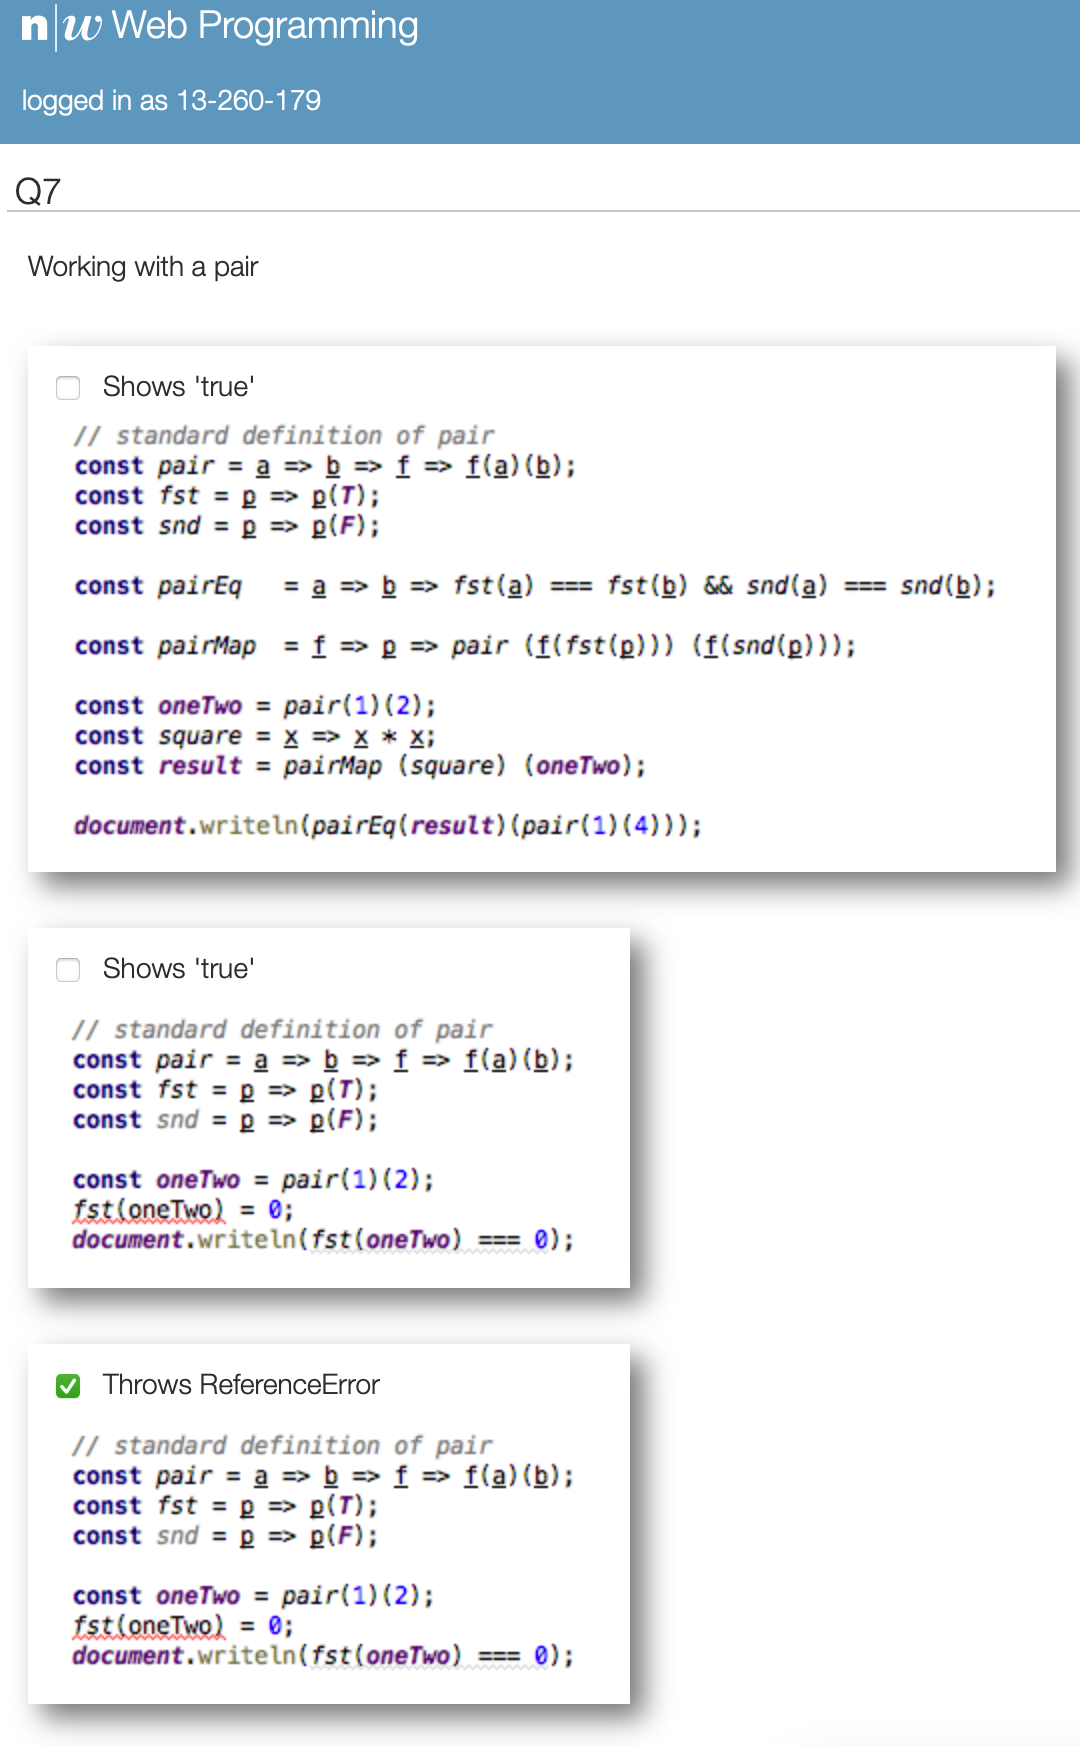 n|w Web Programming
logged in as 13-260-179
Q7
Working with a pair
Shows 'true'
// standard definition of pair
const pair = a => b => f => f(a)(b);
const fst = p => p(T);
const snd = p => p(F);
const pairEq   = a => b => fst(a) === fst(b) && snd(a) === snd(b);
const pairMap  = f => p => pair (f(fst(p))) (f(snd(p)));
const oneTwo = pair(1)(2);
const square = x => x * x;
const result = pairMap (square) (oneTwo);
document.writeln(pairEq(result)(pair(1)(4)));
Shows 'true'
// standard definition of pair
const pair = a => b => f => f(a)(b);
const fst = p => p(T);
const snd = p => p(F);
const oneTwo = pair(1)(2);
fst(oneTwo) = 0;
document.writeln(fst(oneTwo) === 0);
Throws ReferenceError
// standard definition of pair
const pair = a => b => f => f(a)(b);
const fst = p => p(T);
const snd = p => p(F);
const oneTwo = pair(1)(2);
fst(oneTwo) = 0;
document.writeln(fst(oneTwo) === 0);